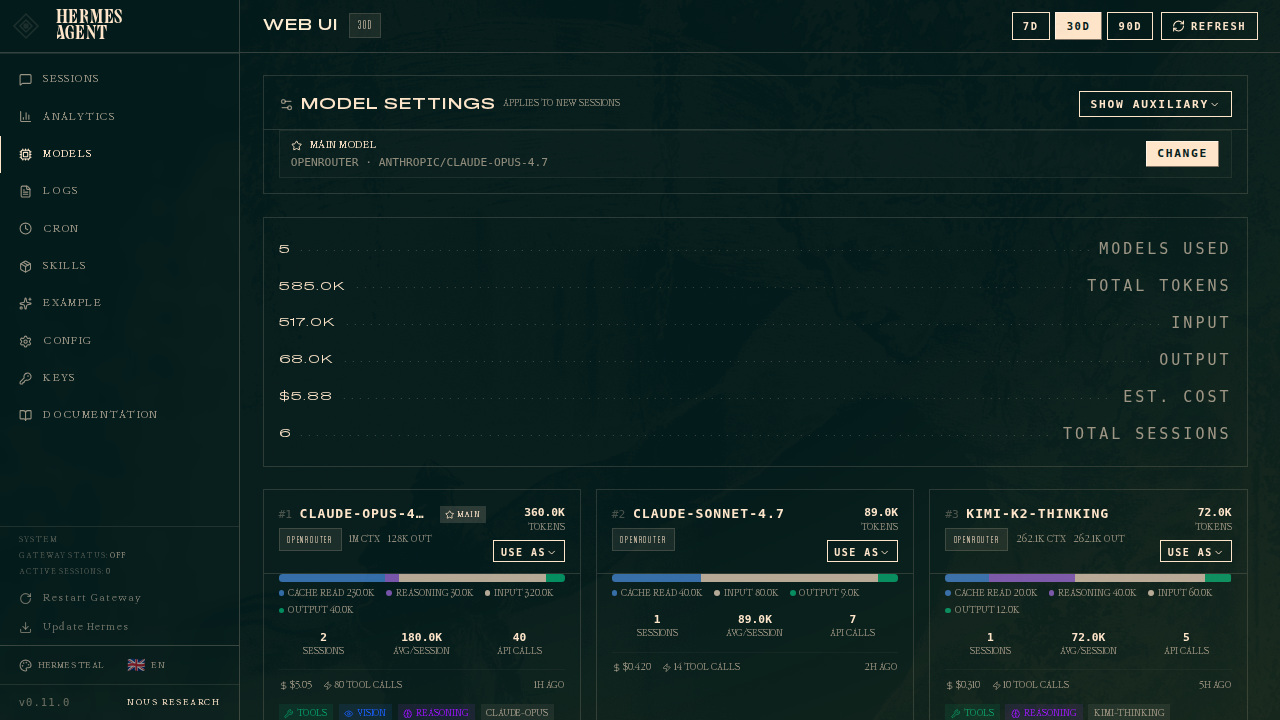 HERMES
AGENT
WEB UI 30D
7D 30D 90D REFRESH
SESSIONS
ANALYTICS
MODELS
LOGS
CRON
SKILLS
EXAMPLE
CONFIG
KEYS
DOCUMENTATION
SYSTEM
GATEWAY STATUS: OFF
ACTIVE SESSIONS: 0
Restart Gateway
Update Hermes
HERMES TEAL EN
v0.11.0 NOUS RESEARCH
MODEL SETTINGS APPLIES TO NEW SESSIONS SHOW AUXILIARY
MAIN MODEL
OPENROUTER · ANTHROPIC/CLAUDE-OPUS-4.7
CHANGE
5 MODELS USED
585.0K TOTAL TOKENS
517.0K INPUT
68.0K OUTPUT
$5.88 EST. COST
6 TOTAL SESSIONS
#1 CLAUDE-OPUS-4… MAIN 360.0K
TOKENS
OPENROUTER 1M CTX 128K OUT
USE AS
CACHE READ 230.0K REASONING 30.0K INPUT 320.0K
OUTPUT 40.0K
2 180.0K 40
SESSIONS AVG/SESSION API CALLS
$5.05 80 TOOL CALLS 1H AGO
TOOLS VISION REASONING CLAUDE-OPUS
#2 CLAUDE-SONNET-4.7 89.0K
TOKENS
OPENROUTER
USE AS
CACHE READ 40.0K INPUT 80.0K OUTPUT 9.0K
1 89.0K 7
SESSIONS AVG/SESSION API CALLS
$0.420 14 TOOL CALLS 2H AGO
#3 KIMI-K2-THINKING 72.0K
TOKENS
OPENROUTER 262.1K CTX 262.1K OUT
USE AS
CACHE READ 20.0K REASONING 40.0K INPUT 60.0K
OUTPUT 12.0K
1 72.0K 5
SESSIONS AVG/SESSION API CALLS
$0.310 10 TOOL CALLS 5H AGO
TOOLS REASONING KIMI-THINKING